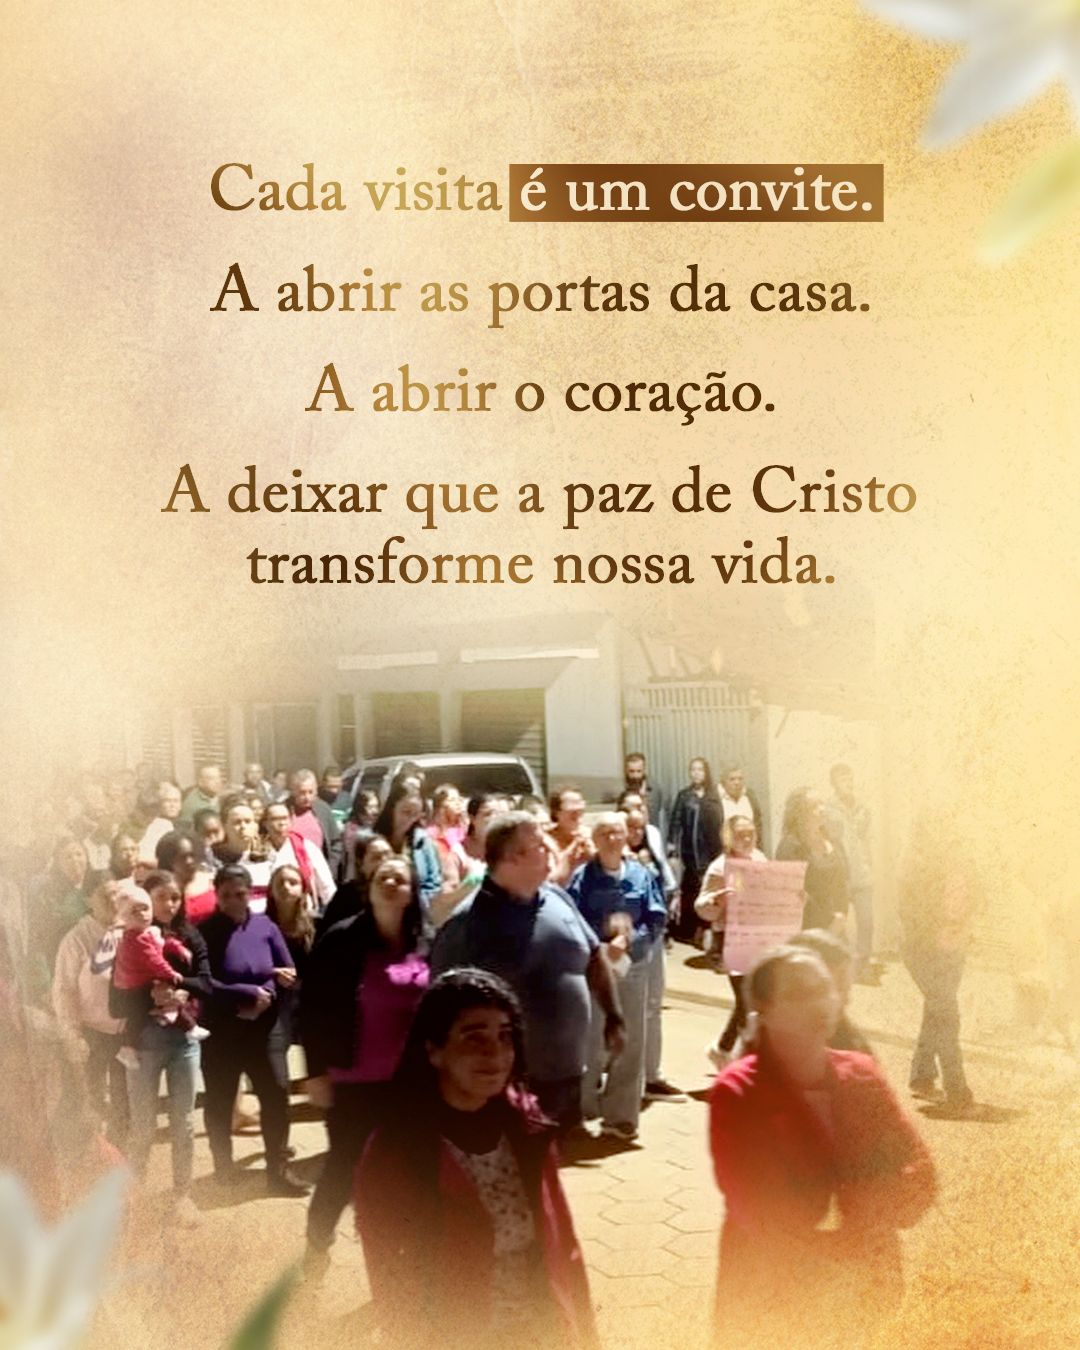 Cada visita é um convite.
A abrir as portas da casa.
A abrir o coração.
A deixar que a paz de Cristo
transforme nossa vida.